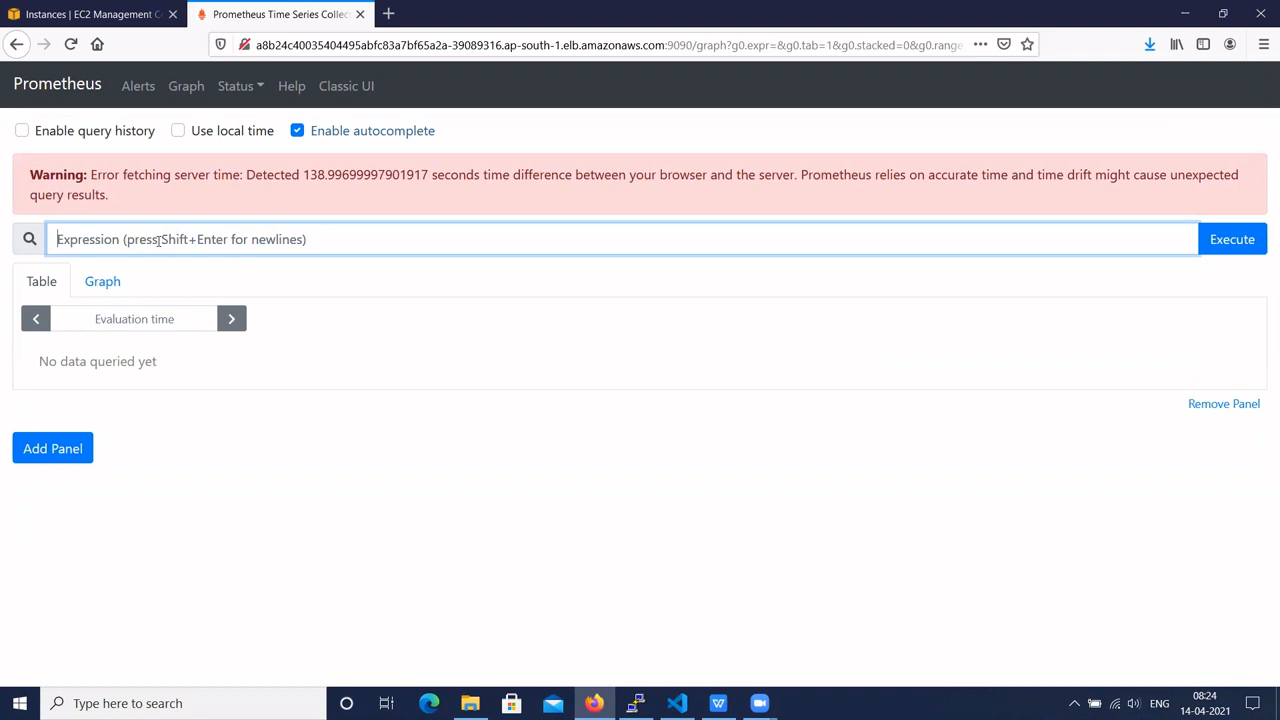 Instances | EC2 Management C
Prometheus Time Series Collec
a8b24c40035404495abfc83a7bf65a2a-39089316.ap-south-1.elb.amazonaws.com:9090/graph?g0.expr=&g0.tab=1&g0.stacked=0&g0.range
Prometheus Alerts Graph Status Help Classic UI
Enable query history Use local time Enable autocomplete
Warning: Error fetching server time: Detected 138.99699997901917 seconds time difference between your browser and the server. Prometheus relies on accurate time and time drift might cause unexpected
query results.
Expression (press Shift+Enter for newlines)
Execute
Table Graph
Evaluation time
No data queried yet
Remove Panel
Add Panel
Type here to search
W
ENG
08:24
14-04-2021